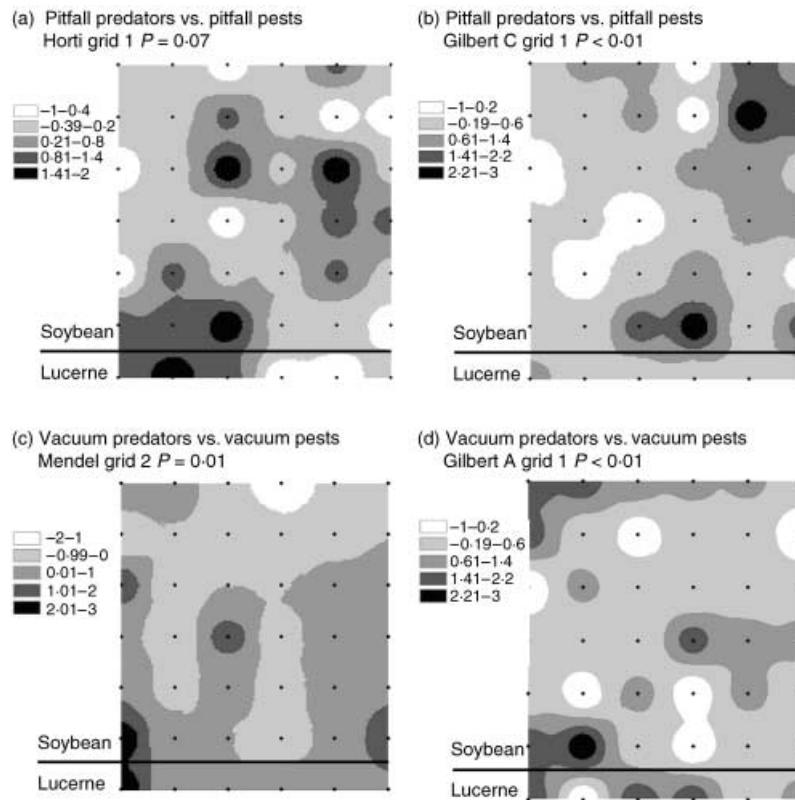 (a) Pitfall predators vs. pitfall pests
Horti grid 1 P = 0·07
−1–0·4
−0·39–0·2
0·21–0·8
0·81–1·4
1·41–2
Soybean
Lucerne
(b) Pitfall predators vs. pitfall pests
Gilbert C grid 1 P < 0·01
−1–0·2
−0·19–0·6
0·61–1·4
1·41–2·2
2·21–3
Soybean
Lucerne
(c) Vacuum predators vs. vacuum pests
Mendel grid 2 P = 0·01
−2–1
−0·99–0
0·01–1
1·01–2
2·01–3
Soybean
Lucerne
(d) Vacuum predators vs. vacuum pests
Gilbert A grid 1 P < 0·01
−1–0·2
−0·19–0·6
0·61–1·4
1·41–2·2
2·21–3
Soybean
Lucerne